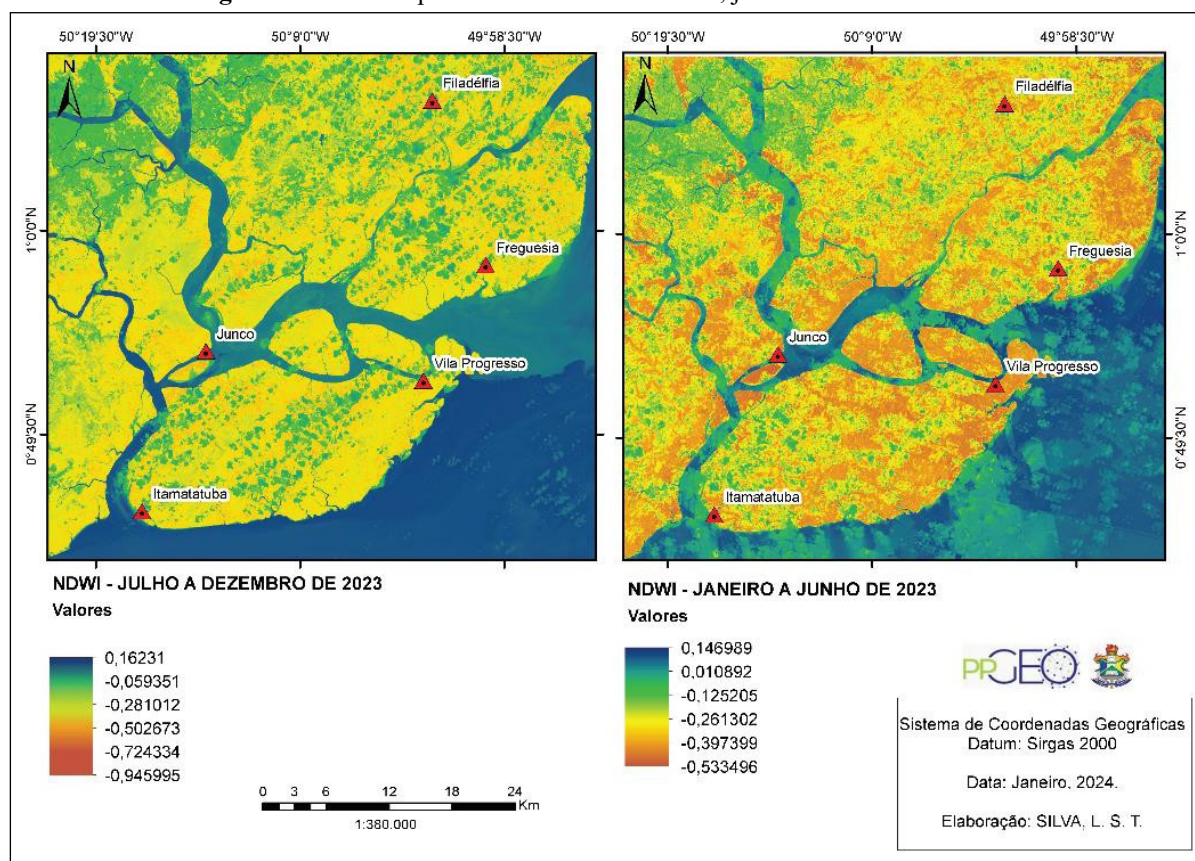 50°19'30"W 50°9'0"W 49°58'30"W
50°19'30"W 50°9'0"W 49°58'30"W
N
Filadélfia
1°0'0"N
Freguesia
Junco
Vila Progresso
0°49'30"N
Itamatatuba
N
Filadélfia
1°0'0"N
Freguesia
Junco
Vila Progresso
0°49'30"N
Itamatatuba
NDWI - JULHO A DEZEMBRO DE 2023
Valores
0,16231
-0,059351
-0,281012
-0,502673
-0,724334
-0,945995
0 3 6 12 18 24
Km
1:380.000
NDWI - JANEIRO A JUNHO DE 2023
Valores
0,146989
0,010892
-0,125205
-0,261302
-0,397399
-0,533496
PPGEO
Sistema de Coordenadas Geográficas
Datum: Sirgas 2000
Data: Janeiro, 2024.
Elaboração: SILVA, L. S. T.